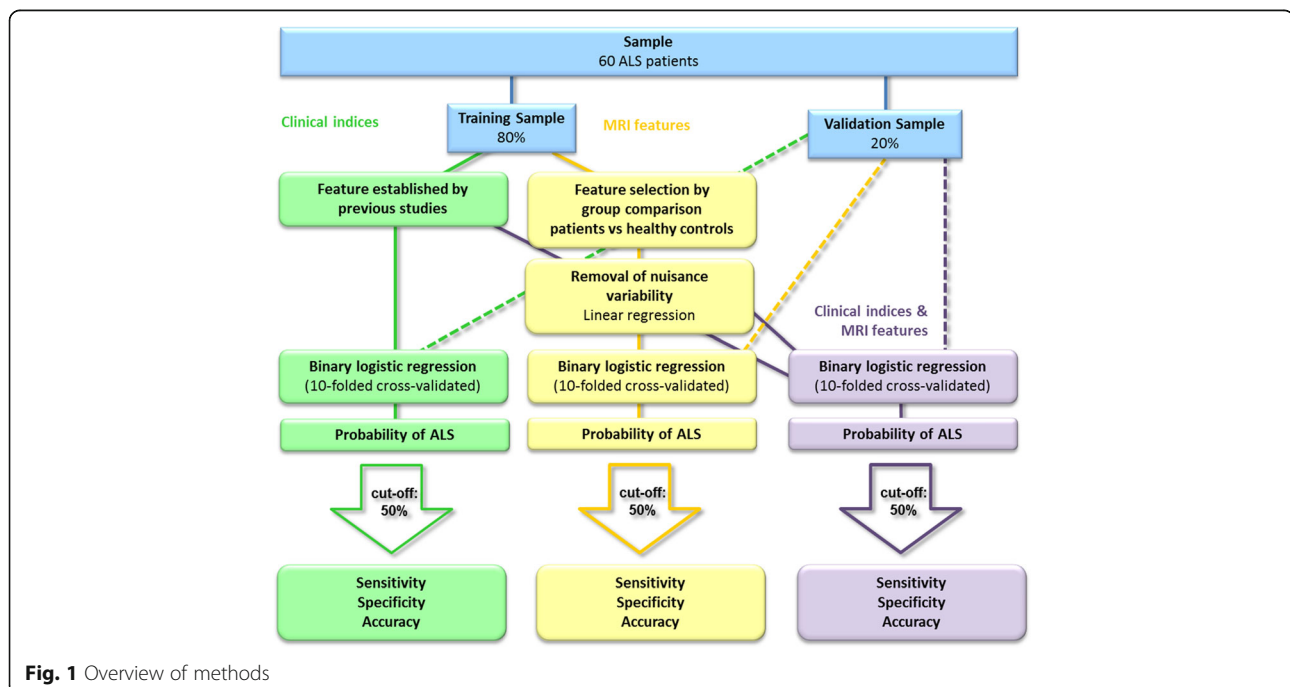 Sample
60 ALS patients
Clinical indices
Training Sample
80%
MRI features
Validation Sample
20%
Feature established by
previous studies
Feature selection by
group comparison
patients vs healthy controls
Removal of nuisance
variability
Linear regression
Clinical indices &
MRI features
Binary logistic regression
(10-folded cross-validated)
Binary logistic regression
(10-folded cross-validated)
Binary logistic regression
(10-folded cross-validated)
Probability of ALS
Probability of ALS
Probability of ALS
cut-off:
50%
cut-off:
50%
cut-off:
50%
Sensitivity
Specificity
Accuracy
Sensitivity
Specificity
Accuracy
Sensitivity
Specificity
Accuracy
Fig. 1 Overview of methods